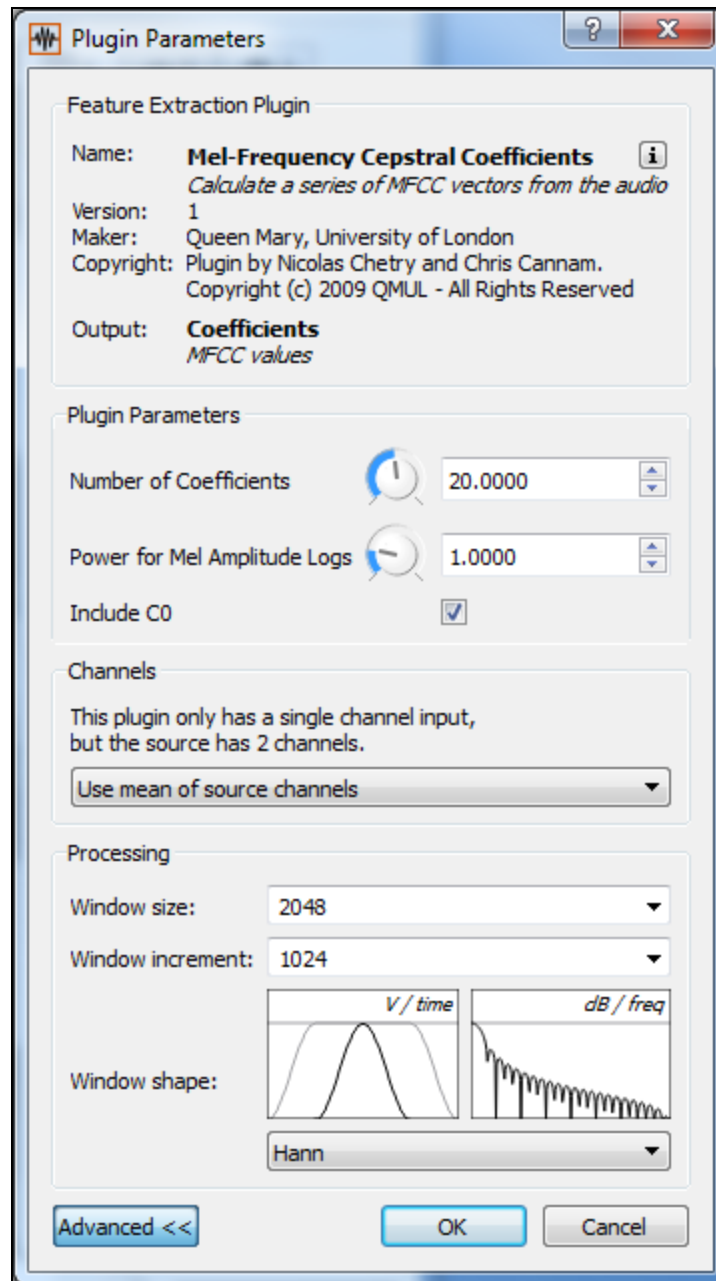 Plugin Parameters
Feature Extraction Plugin
Name: Mel-Frequency Cepstral Coefficients i
Calculate a series of MFCC vectors from the audio
Version: 1
Maker: Queen Mary, University of London
Copyright: Plugin by Nicolas Chetry and Chris Cannam.
Copyright (c) 2009 QMUL - All Rights Reserved
Output: Coefficients
MFCC values
Plugin Parameters
Number of Coefficients 20.0000
Power for Mel Amplitude Logs 1.0000
Include C0
Channels
This plugin only has a single channel input,
but the source has 2 channels.
Use mean of source channels
Processing
Window size: 2048
Window increment: 1024
V / time dB / freq
Window shape:
Hann
Advanced << OK Cancel